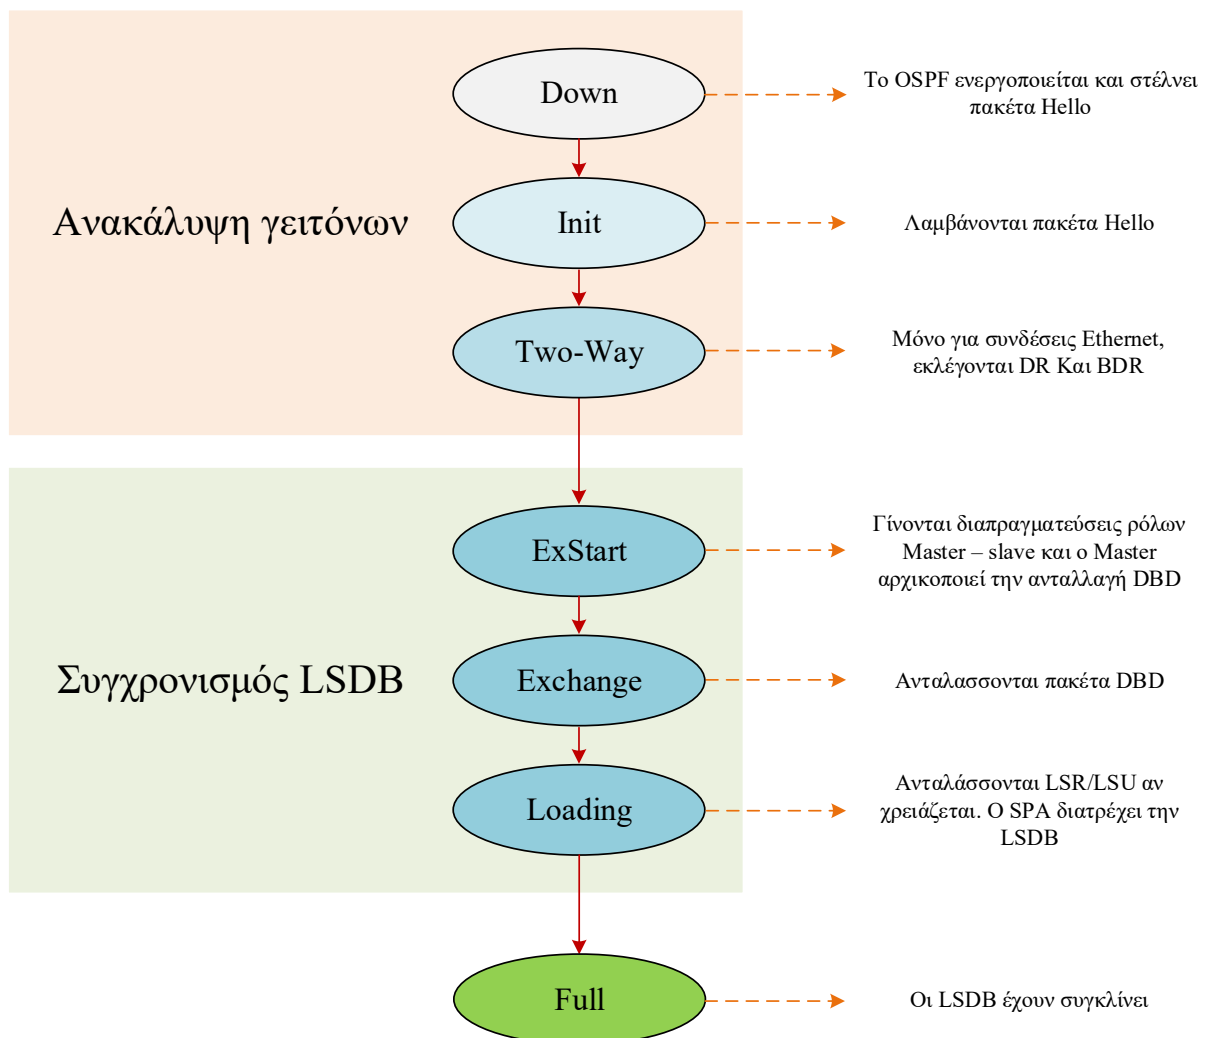 Down
Το OSPF ενεργοποιείται και στέλνει
πακέτα Hello
Ανακάλυψη γειτόνων
Init
Λαμβάνονται πακέτα Hello
Two-Way
Μόνο για συνδέσεις Ethernet,
εκλέγονται DR Και BDR
ExStart
Γίνονται διαπραγματεύσεις ρόλων
Master – slave και ο Master
αρχικοποιεί την ανταλλαγή DBD
Συγχρονισμός LSDB
Exchange
Ανταλασσονται πακέτα DBD
Loading
Ανταλάσσονται LSR/LSU αν
χρειάζεται. Ο SPA διατρέχει την
LSDB
Full
Οι LSDB έχουν συγκλίνει